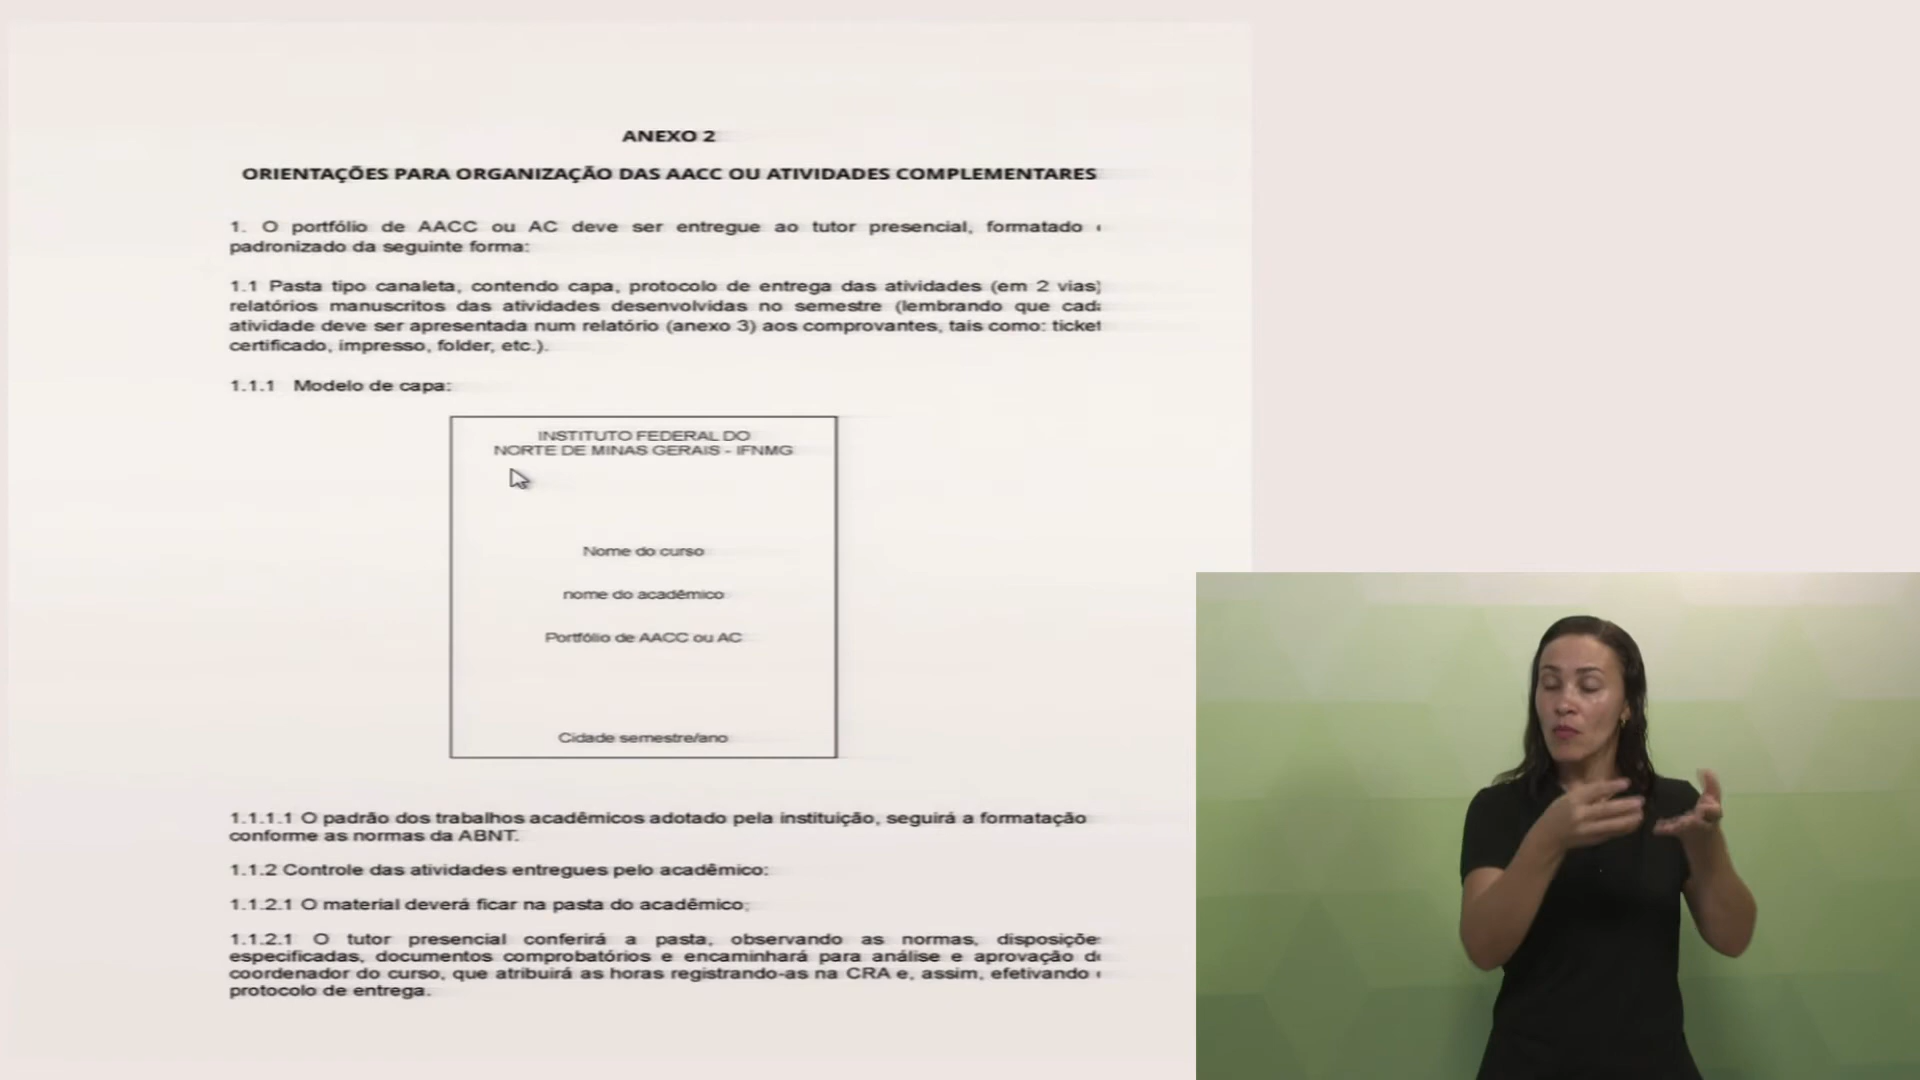 ANEXO 2
ORIENTAÇÕES PARA ORGANIZAÇÃO DAS AACC OU ATIVIDADES COMPLEMENTARES
1. O portfólio de AACC ou AC deve ser entregue ao tutor presencial, formatado
padronizado da seguinte forma:
1.1 Pasta tipo canaleta, contendo capa, protocolo de entrega das atividades (em 2 vias)
relatórios manuscritos das atividades desenvolvidas no semestre (lembrando que
atividade deve ser apresentada num relatório (anexo 3) aos comprovantes, tais como: ticket
certificado, impresso, folder, etc.).
1.1.1 Modelo de capa:
INSTITUTO FEDERAL DO
NORTE DE MINAS GERAIS - IFNMG
Nome do curso
nome do acadêmico
Portfólio de AACC ou AC
Cidade semestre/ano
1.1.1.1 O padrão dos trabalhos acadêmicos adotado pela instituição, seguirá a formatação
conforme as normas da ABNT.
1.1.2 Controle das atividades entregues pelo acadêmico:
1.1.2.1 O material deverá ficar na pasta do acadêmico;
1.1.2.1 O tutor presencial conferirá a pasta, observando as normas,
especificadas, documentos comprobatórios e encaminhará para análise e aprovação
coordenador do curso, que atribuirá as horas registrando-as na CRA e, assim, efetivando
protocolo de entrega.